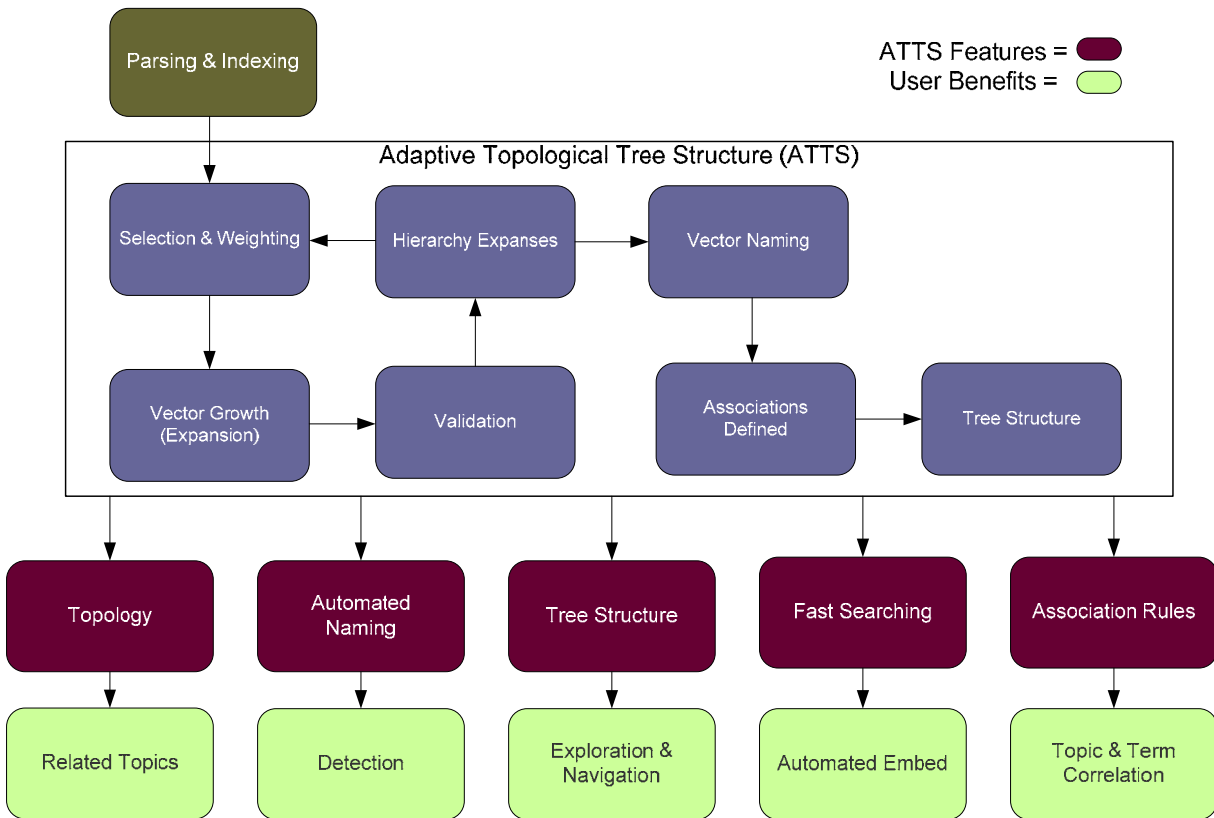 Parsing & Indexing
ATTS Features =
User Benefits =
Adaptive Topological Tree Structure (ATTS)
Selection & Weighting
Hierarchy Expanses
Vector Naming
Vector Growth
(Expansion)
Validation
Associations
Defined
Tree Structure
Topology
Automated
Naming
Tree Structure
Fast Searching
Association Rules
Related Topics
Detection
Exploration &
Navigation
Automated Embed
Topic & Term
Correlation